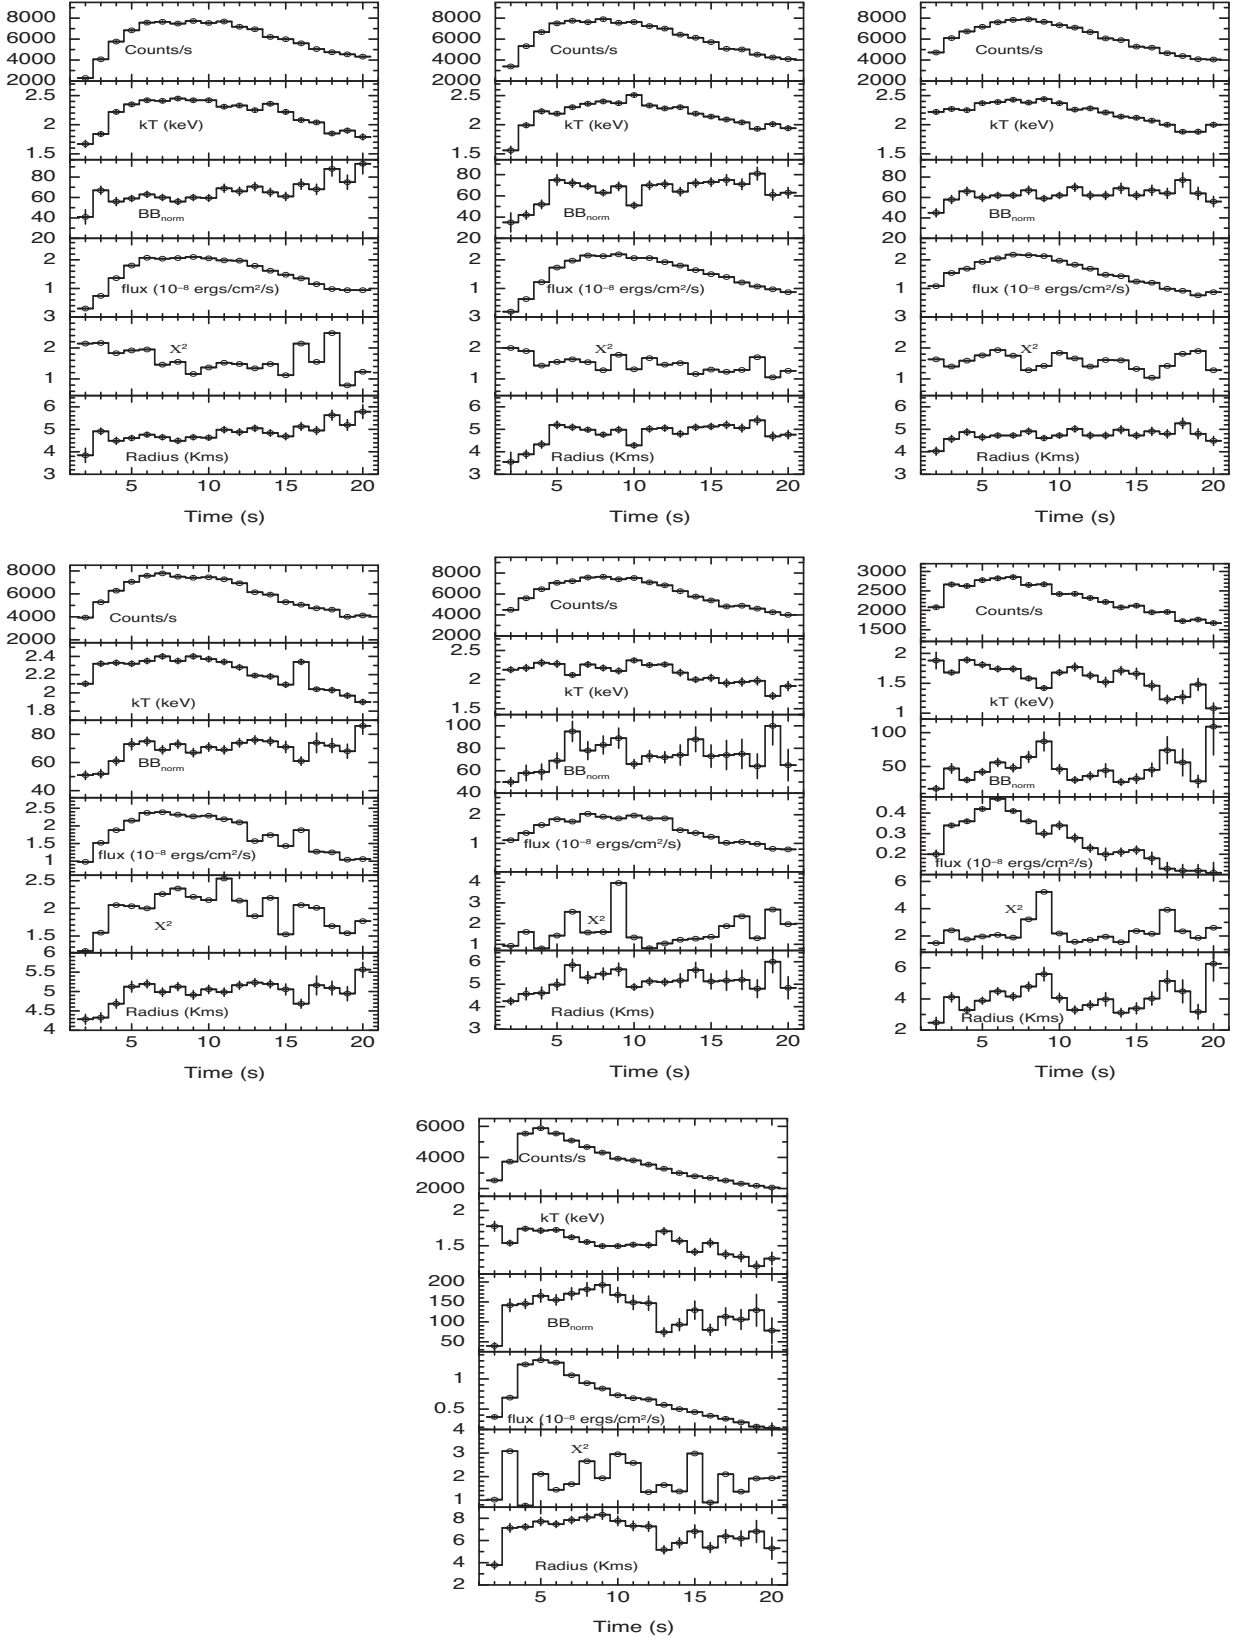 8000
6000
Counts/s
4000
2000
2.5
2 kT (keV)
1.5
80
60
40 BBnorm
20
2
1 flux (10⁻⁸ ergs/cm²/s)
3
2 X²
1
6
5
4 Radius (Kms)
3
5 10 15 20
Time (s)
8000
6000
Counts/s
4000
2000
2.5
2 kT (keV)
1.5
80
60
40 BBnorm
20
2
1 flux (10⁻⁸ ergs/cm²/s)
3
2 X²
1
6
5
4 Radius (Kms)
3
5 10 15 20
Time (s)
8000
6000
Counts/s
4000
2000
2.5
2 kT (keV)
1.5
80
60
40 BBnorm
20
2
1 flux (10⁻⁸ ergs/cm²/s)
3
2 X²
1
6
5
4 Radius (Kms)
3
5 10 15 20
Time (s)
8000
6000
4000 Counts/s
2000
2.4
2.2
2 kT (keV)
1.8
80
60 BBnorm
40
2.5
2
1.5
1 flux (10⁻⁸ ergs/cm²/s)
2.5
2
1.5 X²
6
5.5
5
4.5 Radius (Kms)
4
5 10 15 20
Time (s)
8000
6000
Counts/s
4000
2000
2.5
2 kT (keV)
1.5
100
80
60 BBnorm
40
2
1 flux (10⁻⁸ ergs/cm²/s)
4
3
2 X²
1
6
5
4 Radius (Kms)
3
5 10 15 20
Time (s)
3000
2500
2000 Counts/s
1500
2
1.5 kT (keV)
1
100
50 BBnorm
0.4
0.3
0.2
flux (10⁻⁸ ergs/cm²/s)
6
4 X²
2
6
4
Radius (Kms)
2
5 10 15 20
Time (s)
6000
4000 Counts/s
2000
2 kT (keV)
1.5
200
150
100 BBnorm
50
1
0.5
flux (10⁻⁸ ergs/cm²/s)
4
3 X²
2
1
8
6
4 Radius (Kms)
2
5 10 15 20
Time (s)